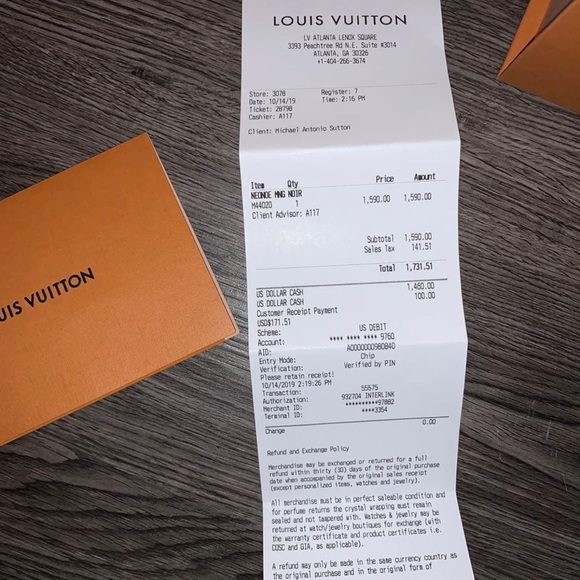 LOUIS VUITTON
LV ATLANTA LENOX SQUARE
3393 Peachtree Rd N.E. Suite #3014
ATLANTA, GA 30326
+1-404-266-3674
Store: 3078 Register: 7
Date: 10/14/19 Time: 2:16 PM
Ticket: 28798
Cashier: A117
Client: Michael Antonio Sutton
Item Qty Price Amount
NEONOE MNG NOIR
M44020 1 1,590.00 1,590.00
Client Advisor: A117
Subtotal 1,590.00
Sales Tax 141.51
Total 1,731.51
US DOLLAR CASH 1,460.00
US DOLLAR CASH 100.00
Customer Receipt Payment
USD$171.51
Scheme: US DEBIT
Account: **** **** **** 9760
AID: A0000000980840
Entry Mode: Chip
Verification: Verified by PIN
Please retain receipt!
10/14/2019 2:19:26 PM
Transaction: 55575
Authorization: 932704 INTERLINK
Merchant ID: **********97882
Terminal ID: ****3354
Change 0.00
Refund and Exchange Policy
Merchandise may be exchanged or returned for a full
refund within thirty (30) days of the original purchase
date when accompanied by the original sales receipt
(except personalized items, watches and jewelry).
All merchandise must be in perfect saleable condition and
for perfume returns the crystal wrapping must remain
sealed and not tampered with. Watches & jewelry may be
returned at watch/jewelry boutiques for exchange (with
the warranty certificate and product certificates i.e.
COSC and GIA, as applicable).
A refund may only be made in the same currency country as
the original purchase and in the original form of
UIS VUITTON